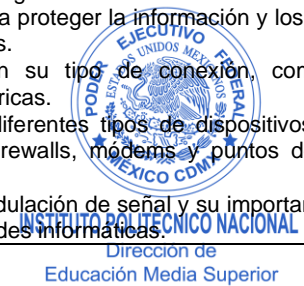 a proteger la información y los
s.
n su tipo de conexión, con
ricas.
diferentes tipos de dispositivos
irewalls, módems y puntos d
dulación de señal y su importan
des informáticas.
PODER EJECUTIVO FEDERAL
ESTADOS UNIDOS MEXICANOS
MÉXICO CDMX
INSTITUTO POLITÉCNICO NACIONAL
Dirección de
Educación Media Superior